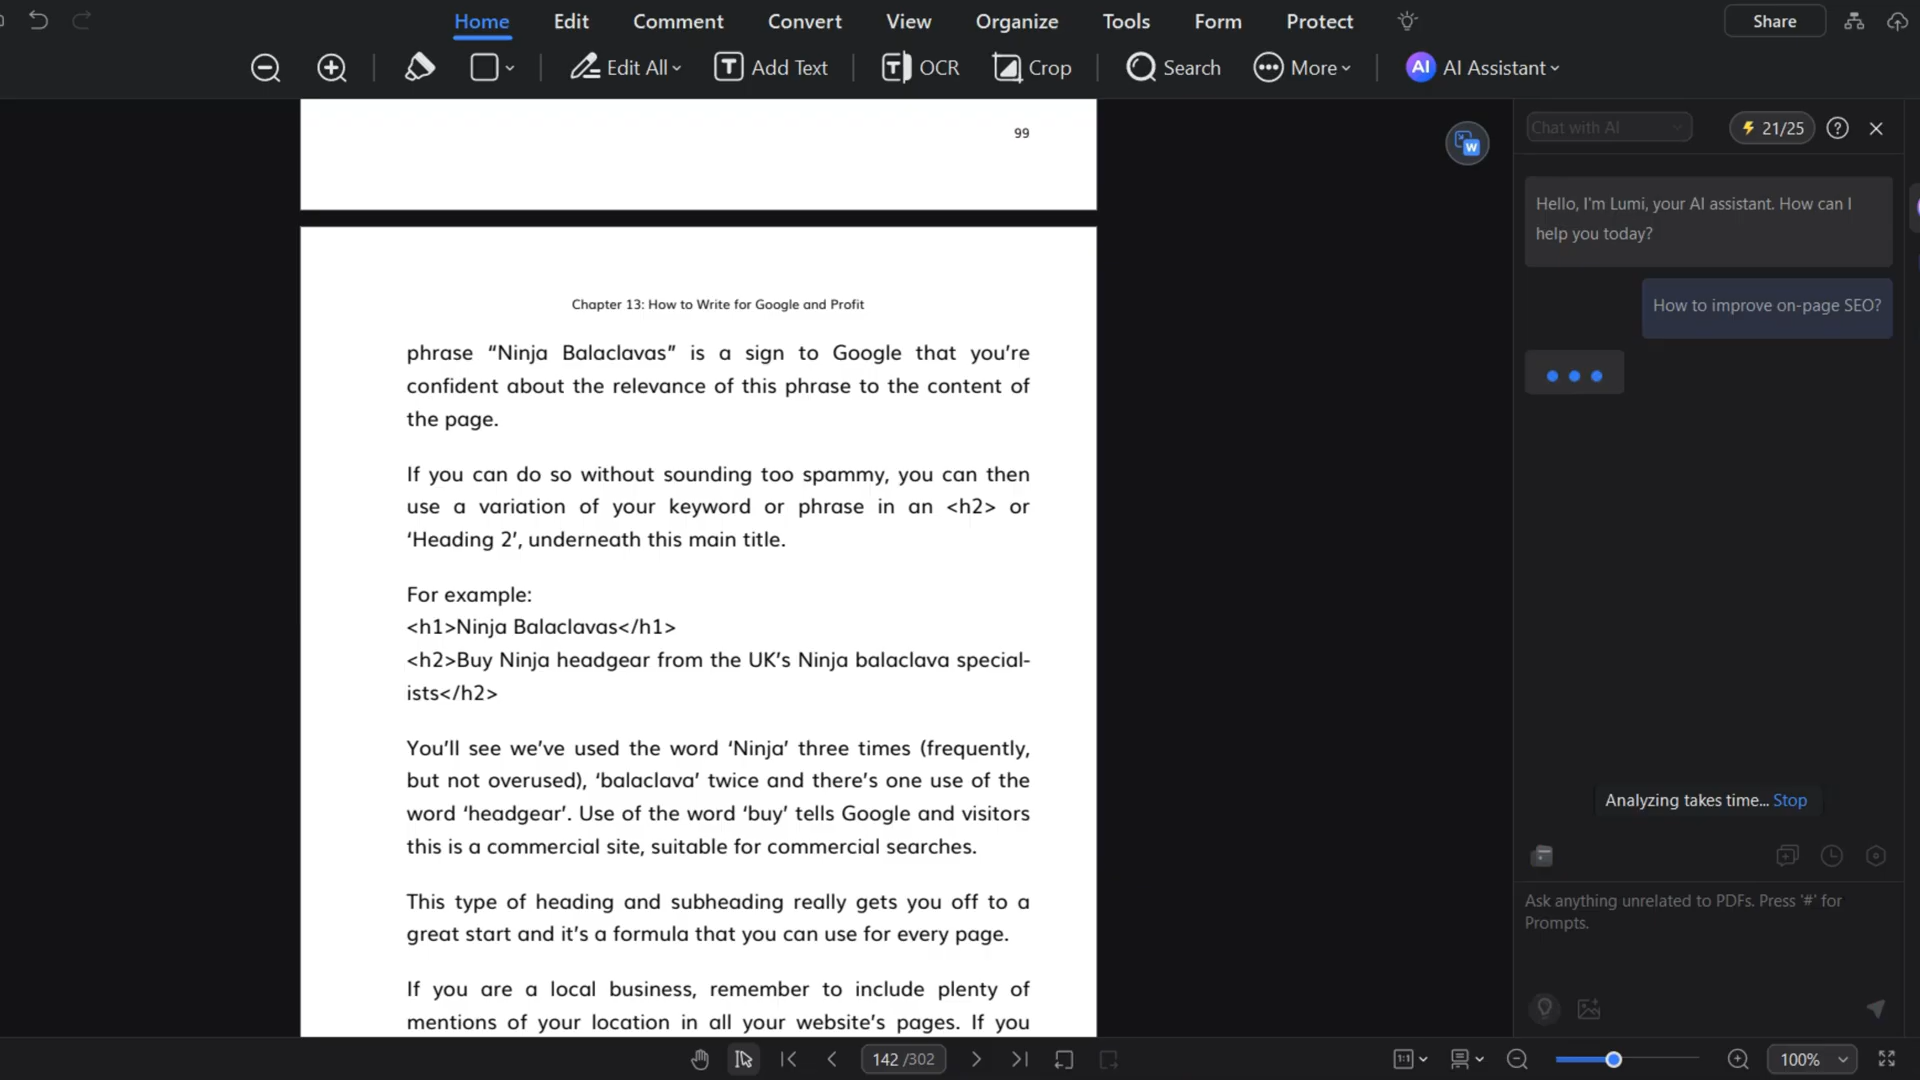 Home Edit Comment Convert View Organize Tools Form Protect Share
Edit All Add Text OCR Crop Search More AI AI Assistant
99
Chapter 13: How to Write for Google and Profit
phrase “Ninja Balaclavas” is a sign to Google that you’re
confident about the relevance of this phrase to the content of
the page.
If you can do so without sounding too spammy, you can then
use a variation of your keyword or phrase in an <h2> or
‘Heading 2’, underneath this main title.
For example:
<h1>Ninja Balaclavas</h1>
<h2>Buy Ninja headgear from the UK’s Ninja balaclava special-
ists</h2>
You’ll see we’ve used the word ‘Ninja’ three times (frequently,
but not overused), ‘balaclava’ twice and there’s one use of the
word ‘headgear’. Use of the word ‘buy’ tells Google and visitors
this is a commercial site, suitable for commercial searches.
This type of heading and subheading really gets you off to a
great start and it’s a formula that you can use for every page.
If you are a local business, remember to include plenty of
mentions of your location in all your website’s pages. If you
W
Chat with AI 21/25
Hello, I'm Lumi, your AI assistant. How can I
help you today?
How to improve on-page SEO?
Analyzing takes time... Stop
Ask anything unrelated to PDFs. Press '#' for
Prompts.
142 /302 1:1 100%